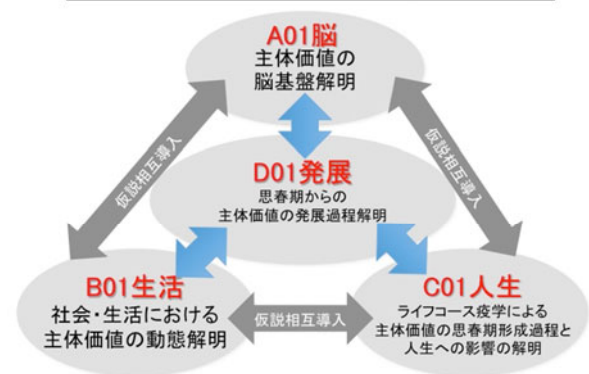 A01脳
主体価値の
脳基盤解明
仮説相互導入
仮説相互導入
D01発展
思春期からの
主体価値の発展過程解明
B01生活
社会・生活における
主体価値の動態解明
仮説相互導入
C01人生
ライフコース疫学による
主体価値の思春期形成過程と
人生への影響の解明